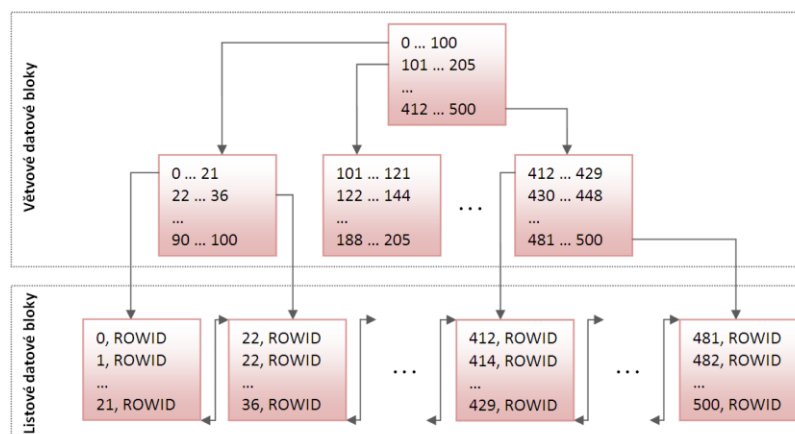 Větvové datové bloky
0 ... 100
101 ... 205
...
412 ... 500
0 ... 21
22 ... 36
...
90 ... 100
101 ... 121
122 ... 144
...
188 ... 205
...
412 ... 429
430 ... 448
...
481 ... 500
Listové datové bloky
0, ROWID
1, ROWID
...
21, ROWID
22, ROWID
22, ROWID
...
36, ROWID
...
412, ROWID
414, ROWID
...
429, ROWID
...
481, ROWID
482, ROWID
...
500, ROWID